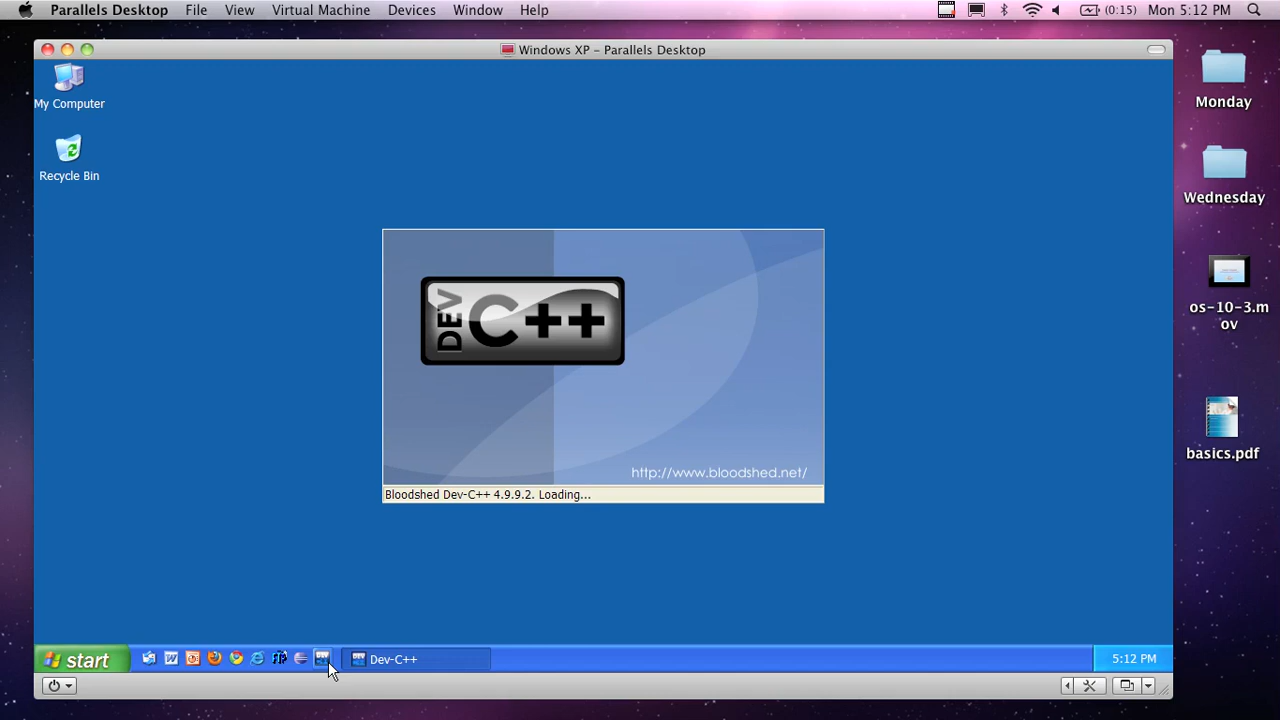 Parallels Desktop File View Virtual Machine Devices Window Help (0:15) Mon 5:12 PM
Windows XP – Parallels Desktop
My Computer
Recycle Bin
Monday
Wednesday
os-10-3.m
ov
basics.pdf
DEV C++
http://www.bloodshed.net/
Bloodshed Dev-C++ 4.9.9.2. Loading...
start Dev-C++ 5:12 PM